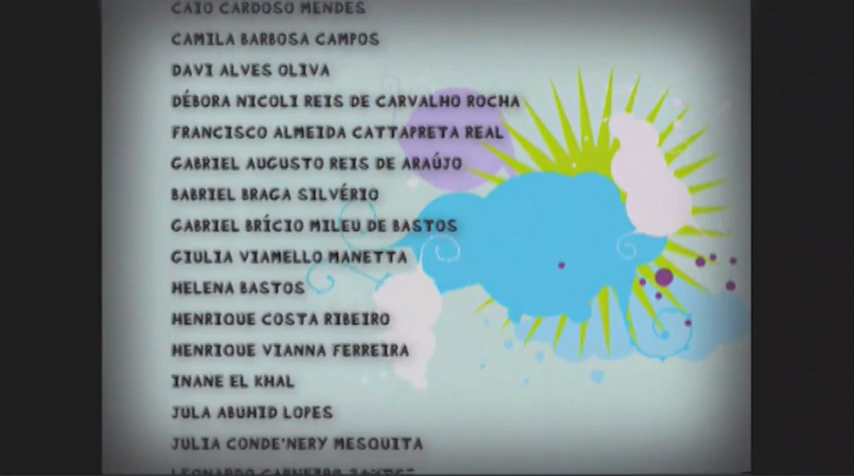 CAIO CARDOSO MENDES
CAMILA BARBOSA CAMPOS
DAVI ALVES OLIVA
DÉBORA NICOLI REIS DE CARVALHO ROCHA
FRANCISCO ALMEIDA CATTAPRETA REAL
GABRIEL AUGUSTO REIS DE ARAÚJO
BABRIEL BRAGA SILVÉRIO
GABRIEL BRÍCIO MILEU DE BASTOS
GIULIA VIAMELLO MANETTA
HELENA BASTOS
HENRIQUE COSTA RIBEIRO
HENRIQUE VIANNA FERREIRA
INANE EL KHAL
JULA ABUHID LOPES
JULIA CONDE'NERY MESQUITA
LEONARDO CARNEIRO